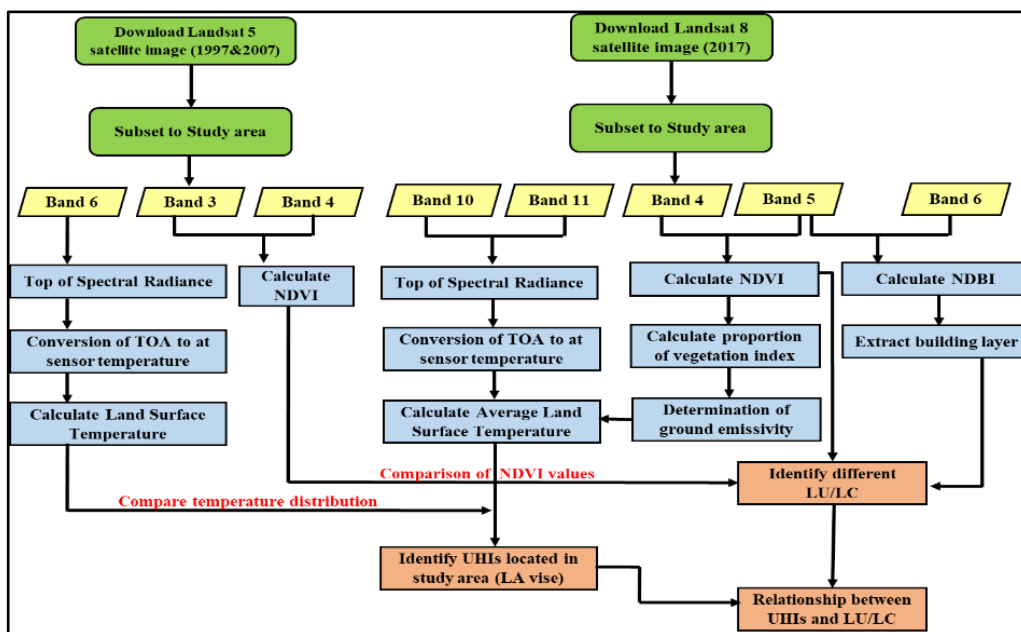 Download Landsat 5
satellite image (1997&2007)
Download Landsat 8
satellite image (2017)
Subset to Study area
Subset to Study area
Band 6
Band 3
Band 4
Band 10
Band 11
Band 4
Band 5
Band 6
Top of Spectral Radiance
Calculate
NDVI
Top of Spectral Radiance
Calculate NDVI
Calculate NDBI
Conversion of TOA to at
sensor temperature
Conversion of TOA to at
sensor temperature
Calculate proportion
of vegetation index
Extract building layer
Calculate Land Surface
Temperature
Calculate Average Land
Surface Temperature
Determination of
ground emissivity
Comparison of NDVI values
Identify different
LU/LC
Compare temperature distribution
Identify UHIs located in
study area (LA vise)
Relationship between
UHIs and LU/LC